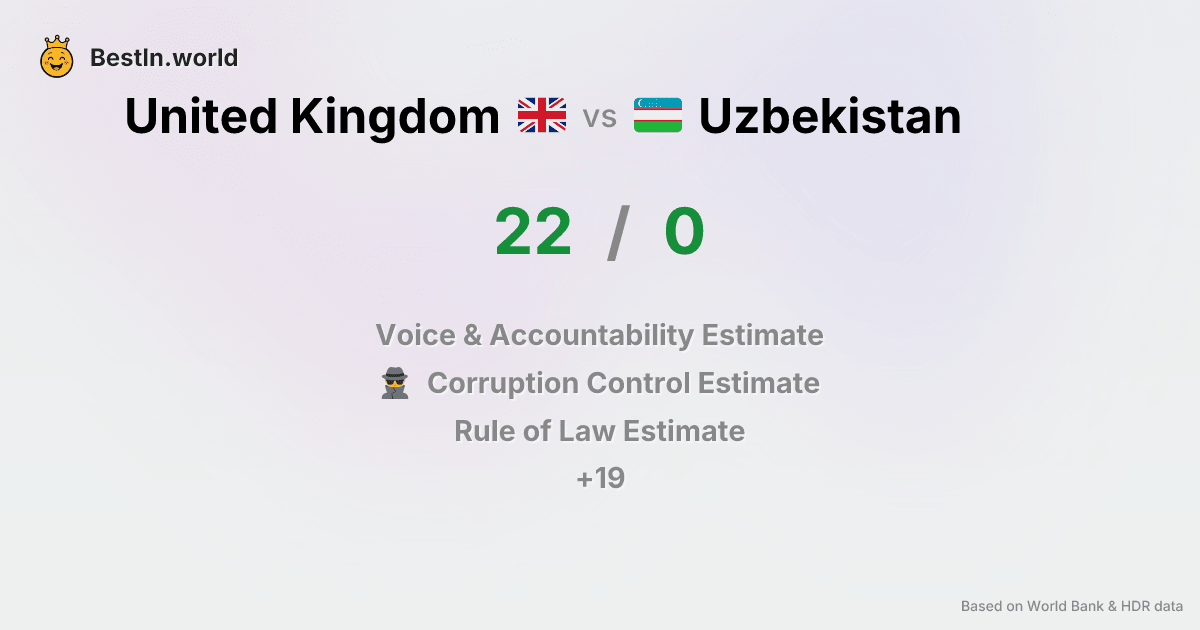 BestIn.world
United Kingdom vs Uzbekistan
22 / 0
Voice & Accountability Estimate
Corruption Control Estimate
Rule of Law Estimate
+19
Based on World Bank & HDR data